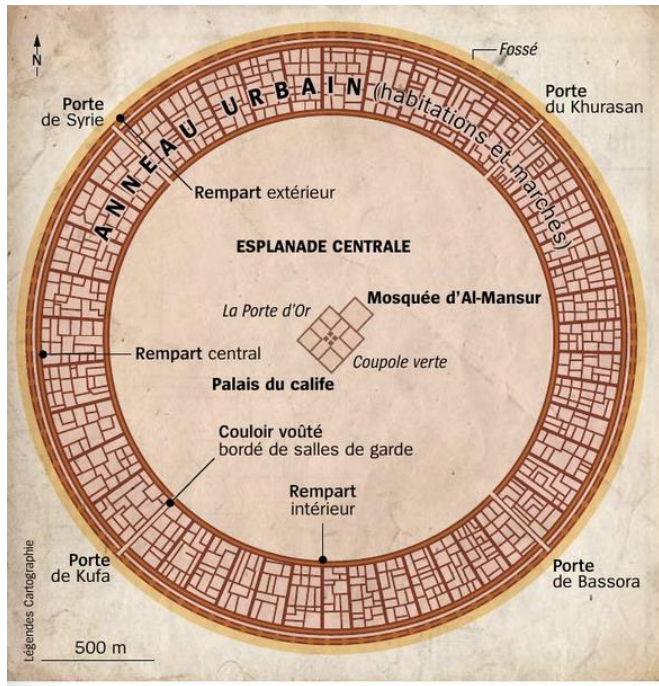 N
Fossé
Porte
de Syrie
Porte
du Khurasan
ANNEAU URBAIN (habitations et marchés)
Rempart extérieur
ESPLANADE CENTRALE
Mosquée d'Al-Mansur
La Porte d'Or
Rempart central
Coupole verte
Palais du calife
Couloir voûté
bordé de salles de garde
Rempart
intérieur
Porte
de Kufa
Porte
de Bassora
Légendes Cartographie
500 m